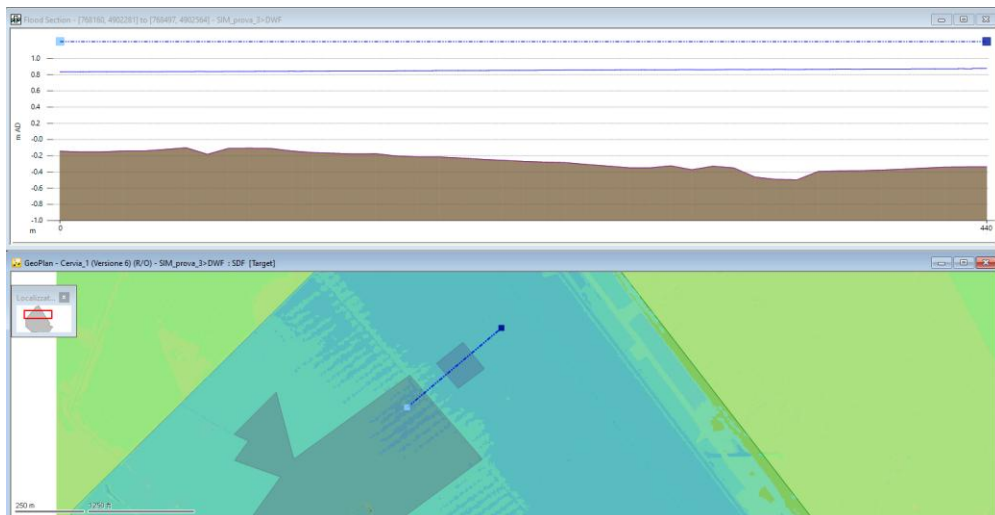 Flood Section - [768160, 4902281] to [768497, 4902564] - SIM_prova_3>DWF
1.0
0.8
0.6
0.4
0.2
-0.0
-0.2
-0.4
-0.6
-0.8
-1.0
m AD
m
0
440
GeoPlan - Cervia_1 (Versione 6) (R/O) - SIM_prova_3>DWF : SDF [Target]
Localizzat...
250 m
1250 ft